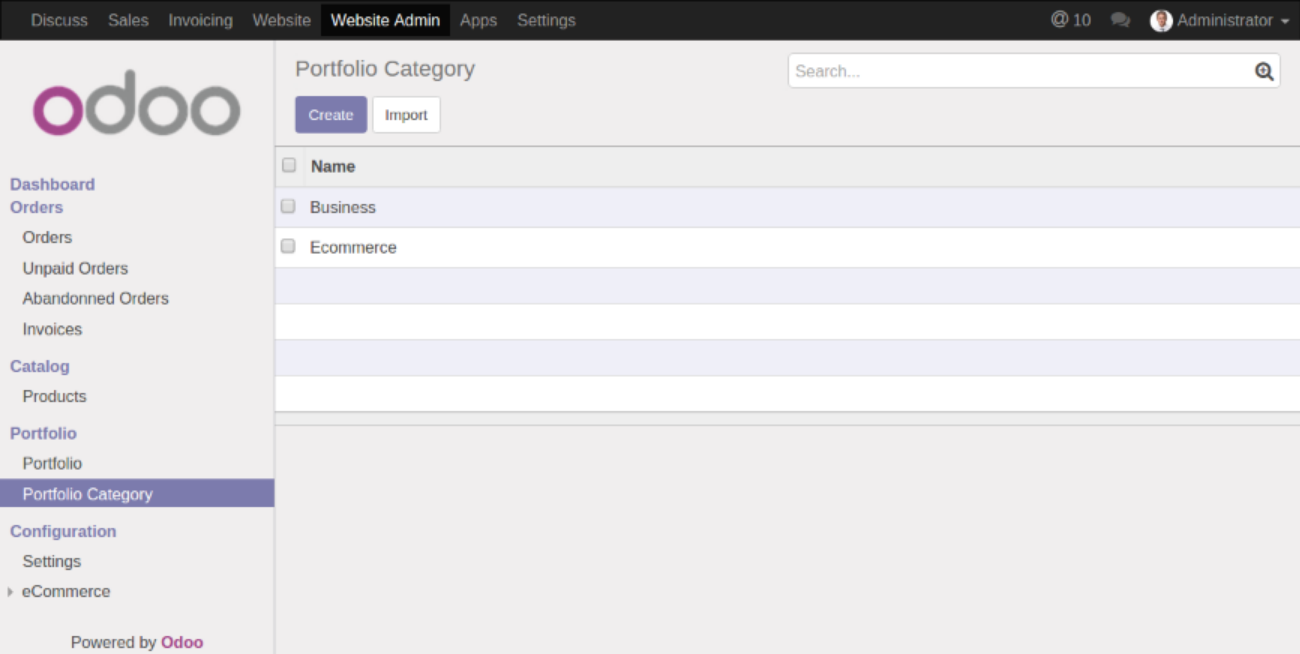 Discuss Sales Invoicing Website Website Admin Apps Settings @ 10 Administrator
odoo
Portfolio Category
Search...
Create Import
Name
Business
Ecommerce
Dashboard
Orders
Orders
Unpaid Orders
Abandonned Orders
Invoices
Catalog
Products
Portfolio
Portfolio
Portfolio Category
Configuration
Settings
eCommerce
Powered by Odoo